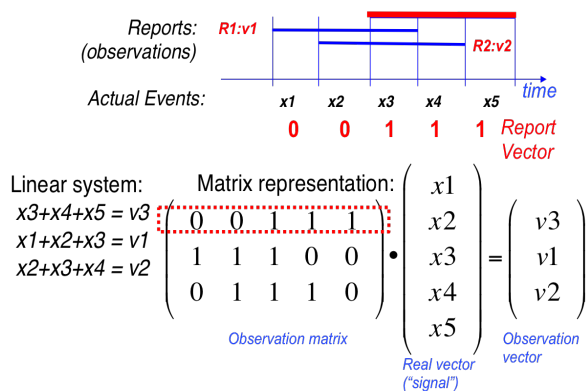 Reports:
(observations)
R1:v1
R2:v2
time
Actual Events:
x1 x2 x3 x4 x5
0 0 1 1 1
Report
Vector
Linear system:
x3+x4+x5 = v3
x1+x2+x3 = v1
x2+x3+x4 = v2
Matrix representation:
0 0 1 1 1
1 1 1 0 0
0 1 1 1 0
•
x1
x2
x3
x4
x5
=
v3
v1
v2
Observation matrix
Real vector
("signal")
Observation
vector